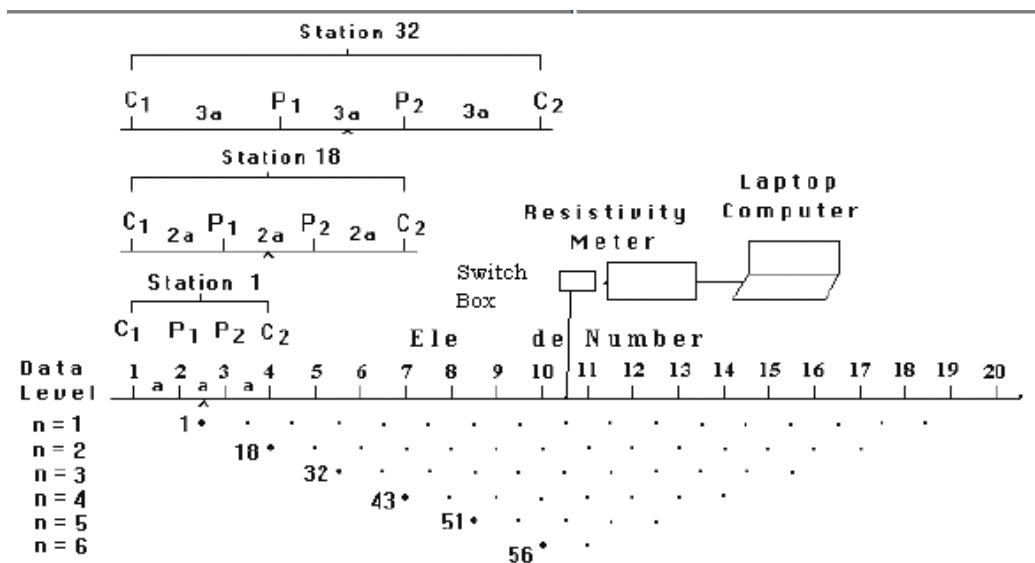 Station 32
C1 3a P1 3a P2 3a C2
Station 18
C1 2a P1 2a P2 2a C2
Laptop
Computer
Resistivity
Meter
Switch
Box
Station 1
C1 P1 P2 C2
Ele de Number
Data
Level
1 2 3 4 5 6 7 8 9 10 11 12 13 14 15 16 17 18 19 20
a a a
n = 1 1
n = 2 18
n = 3 32
n = 4 43
n = 5 51
n = 6 56